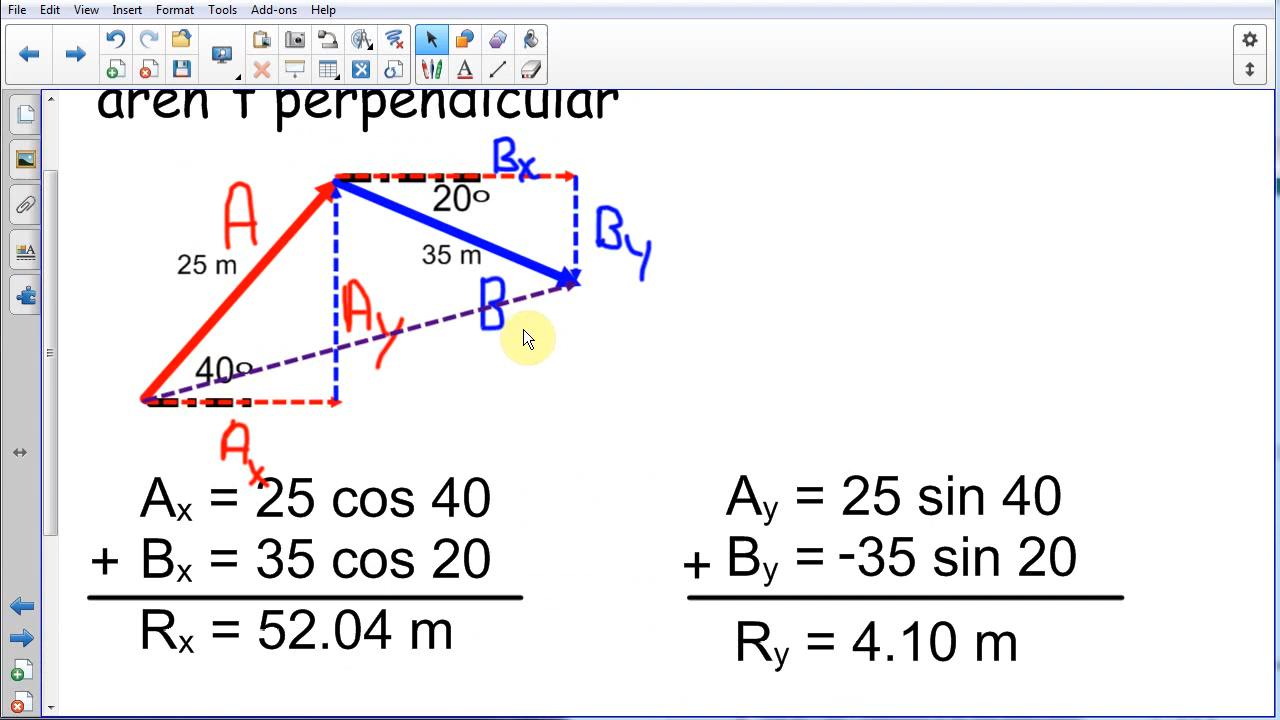 File Edit View Insert Format Tools Add-ons Help
aren't perpendicular
Bx
A
20º
By
25 m
35 m
Ay
B
40º
Ax
Ax = 25 cos 40
+ Bx = 35 cos 20
Rx = 52.04 m
Ay = 25 sin 40
+ By = -35 sin 20
Ry = 4.10 m